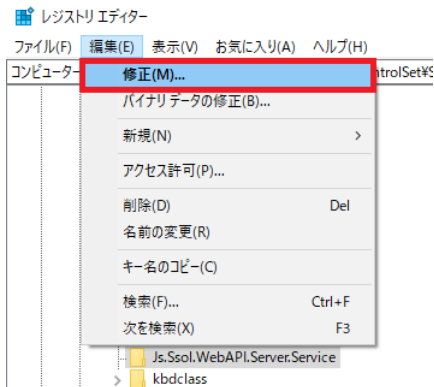 レジストリ エディター
ファイル(F) 編集(E) 表示(V) お気に入り(A) ヘルプ(H)
コンピューター ntrolSet¥S
修正(M)...
バイナリ データの修正(B)...
新規(N)
アクセス許可(P)...
削除(D) Del
名前の変更(R)
キー名のコピー(C)
検索(F)... Ctrl+F
次を検索(X) F3
Js.Ssol.WebAPI.Server.Service
kbdclass